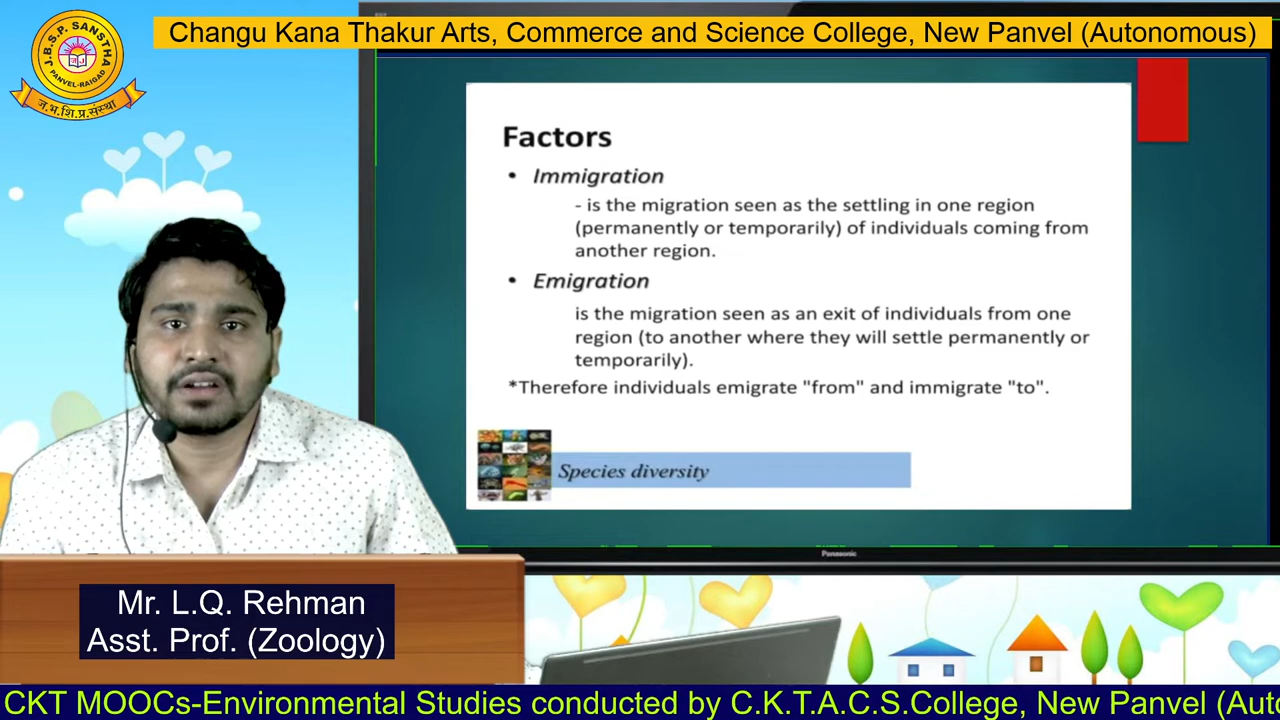 Changu Kana Thakur Arts, Commerce and Science College, New Panvel (Autonomous)
J.B.S.P. SANSTHA
PANVEL-RAIGAD
ज.भ.शि.प्र.संस्था
Factors
• Immigration
- is the migration seen as the settling in one region
(permanently or temporarily) of individuals coming from
another region.
• Emigration
is the migration seen as an exit of individuals from one
region (to another where they will settle permanently or
temporarily).
*Therefore individuals emigrate "from" and immigrate "to".
Species diversity
Panasonic
Mr. L.Q. Rehman
Asst. Prof. (Zoology)
CKT MOOCs-Environmental Studies conducted by C.K.T.A.C.S.College, New Panvel (Aut